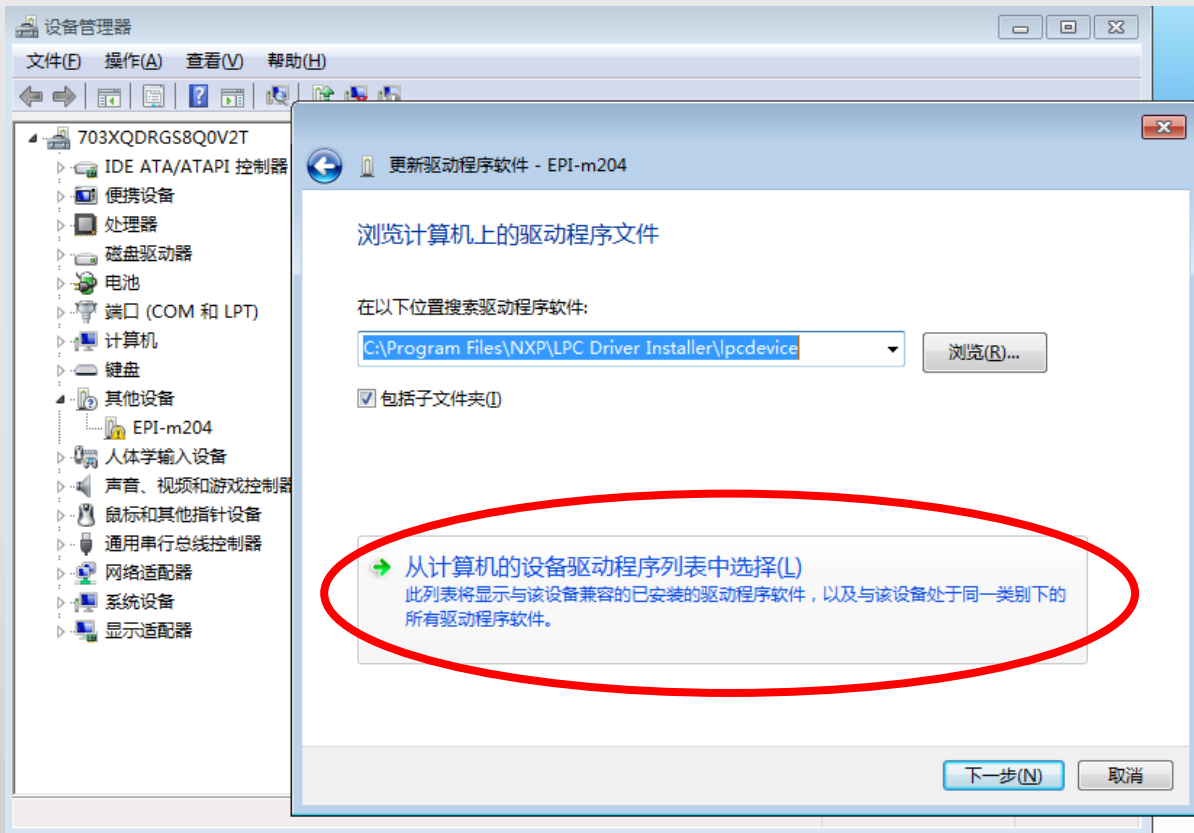 设备管理器
文件(F) 操作(A) 查看(V) 帮助(H)
703XQDRGS8Q0V2T
IDE ATA/ATAPI 控制器
便携设备
处理器
磁盘驱动器
电池
端口 (COM 和 LPT)
计算机
键盘
其他设备
EPI-m204
人体学输入设备
声音、视频和游戏控制器
鼠标和其他指针设备
通用串行总线控制器
网络适配器
系统设备
显示适配器
更新驱动程序软件 - EPI-m204
浏览计算机上的驱动程序文件
在以下位置搜索驱动程序软件:
C:\Program Files\NXP\LPC Driver Installer\lpcdevice
浏览(R)...
包括子文件夹(I)
从计算机的设备驱动程序列表中选择(L)
此列表将显示与该设备兼容的已安装的驱动程序软件，以及与该设备处于同一类别下的
所有驱动程序软件。
下一步(N) 取消